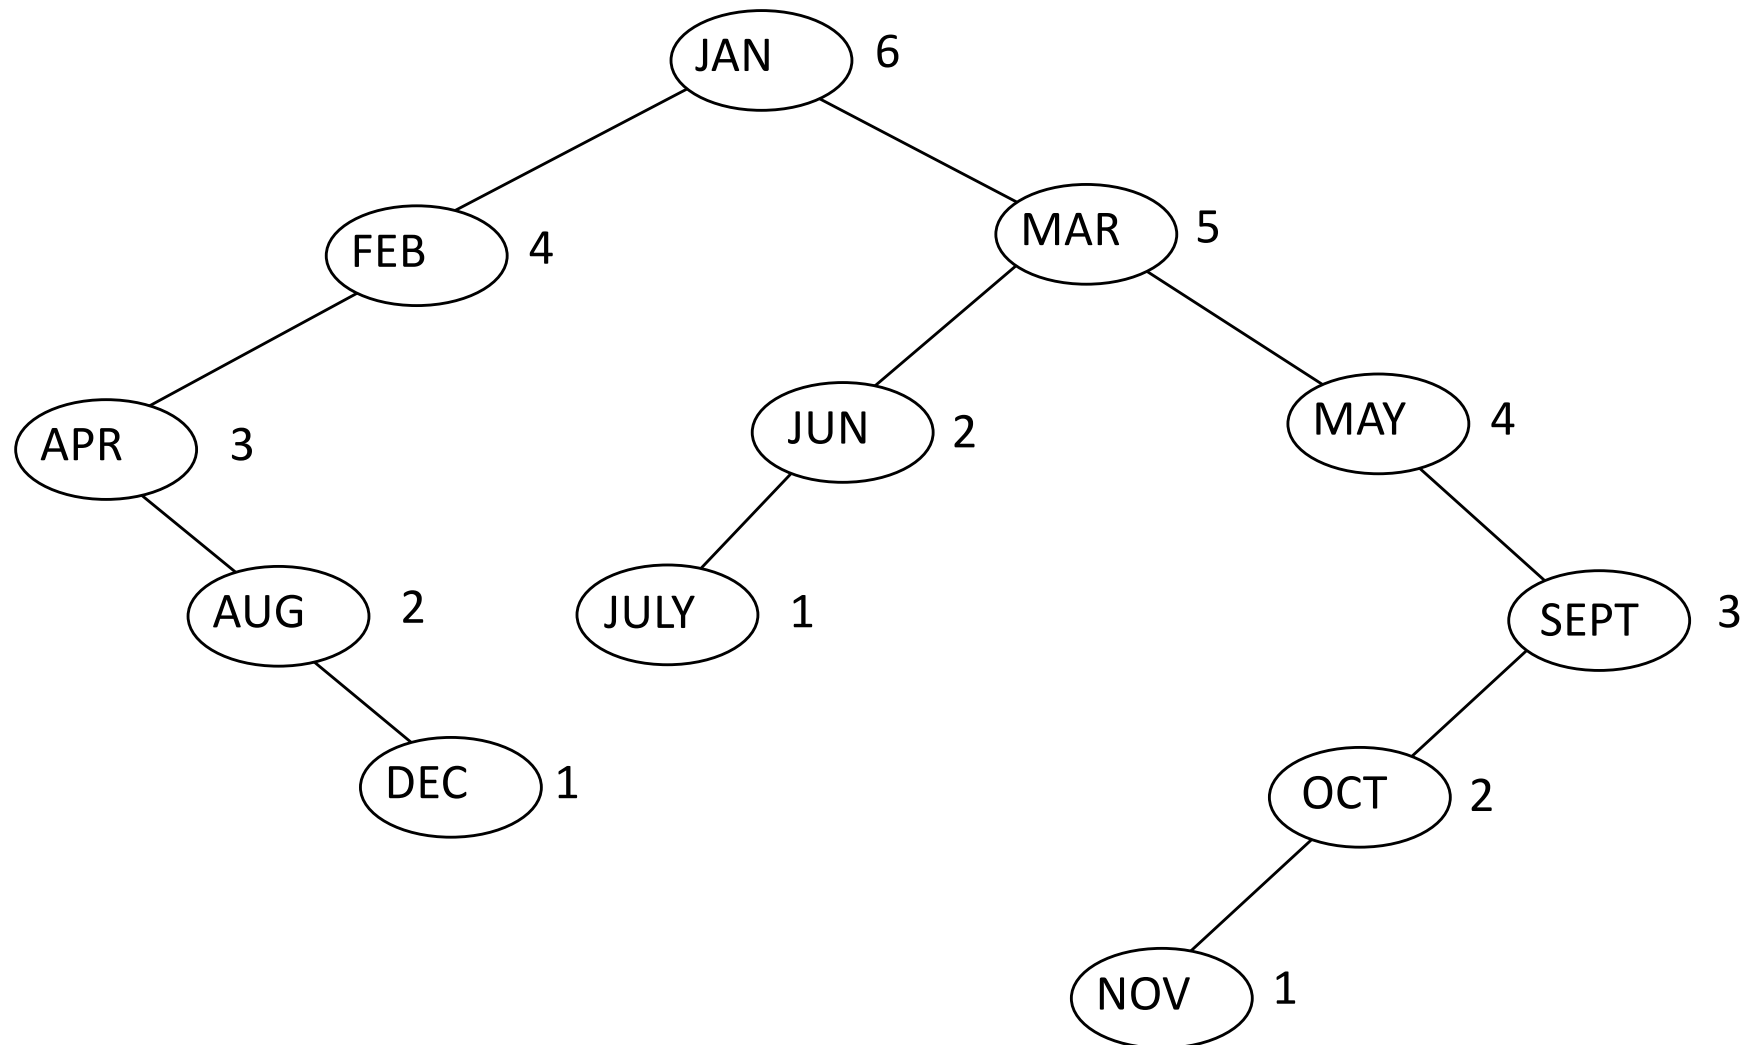 JAN 6
FEB 4
MAR 5
APR 3
JUN 2
MAY 4
AUG 2
JULY 1
SEPT 3
DEC 1
OCT 2
NOV 1